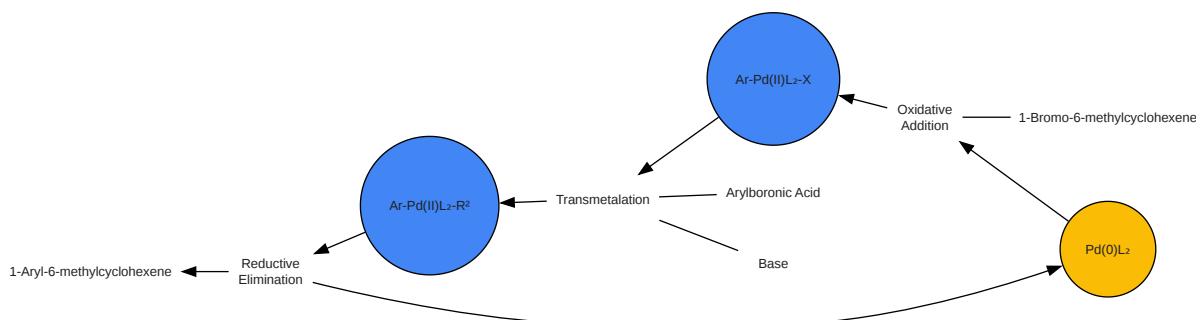 Ar-Pd(II)L₂-X
Oxidative
Addition
1-Bromo-6-methylcyclohexene
Transmetalation
Arylboronic Acid
Ar-Pd(II)L₂-R²
Base
Pd(0)L₂
1-Aryl-6-methylcyclohexene
Reductive
Elimination